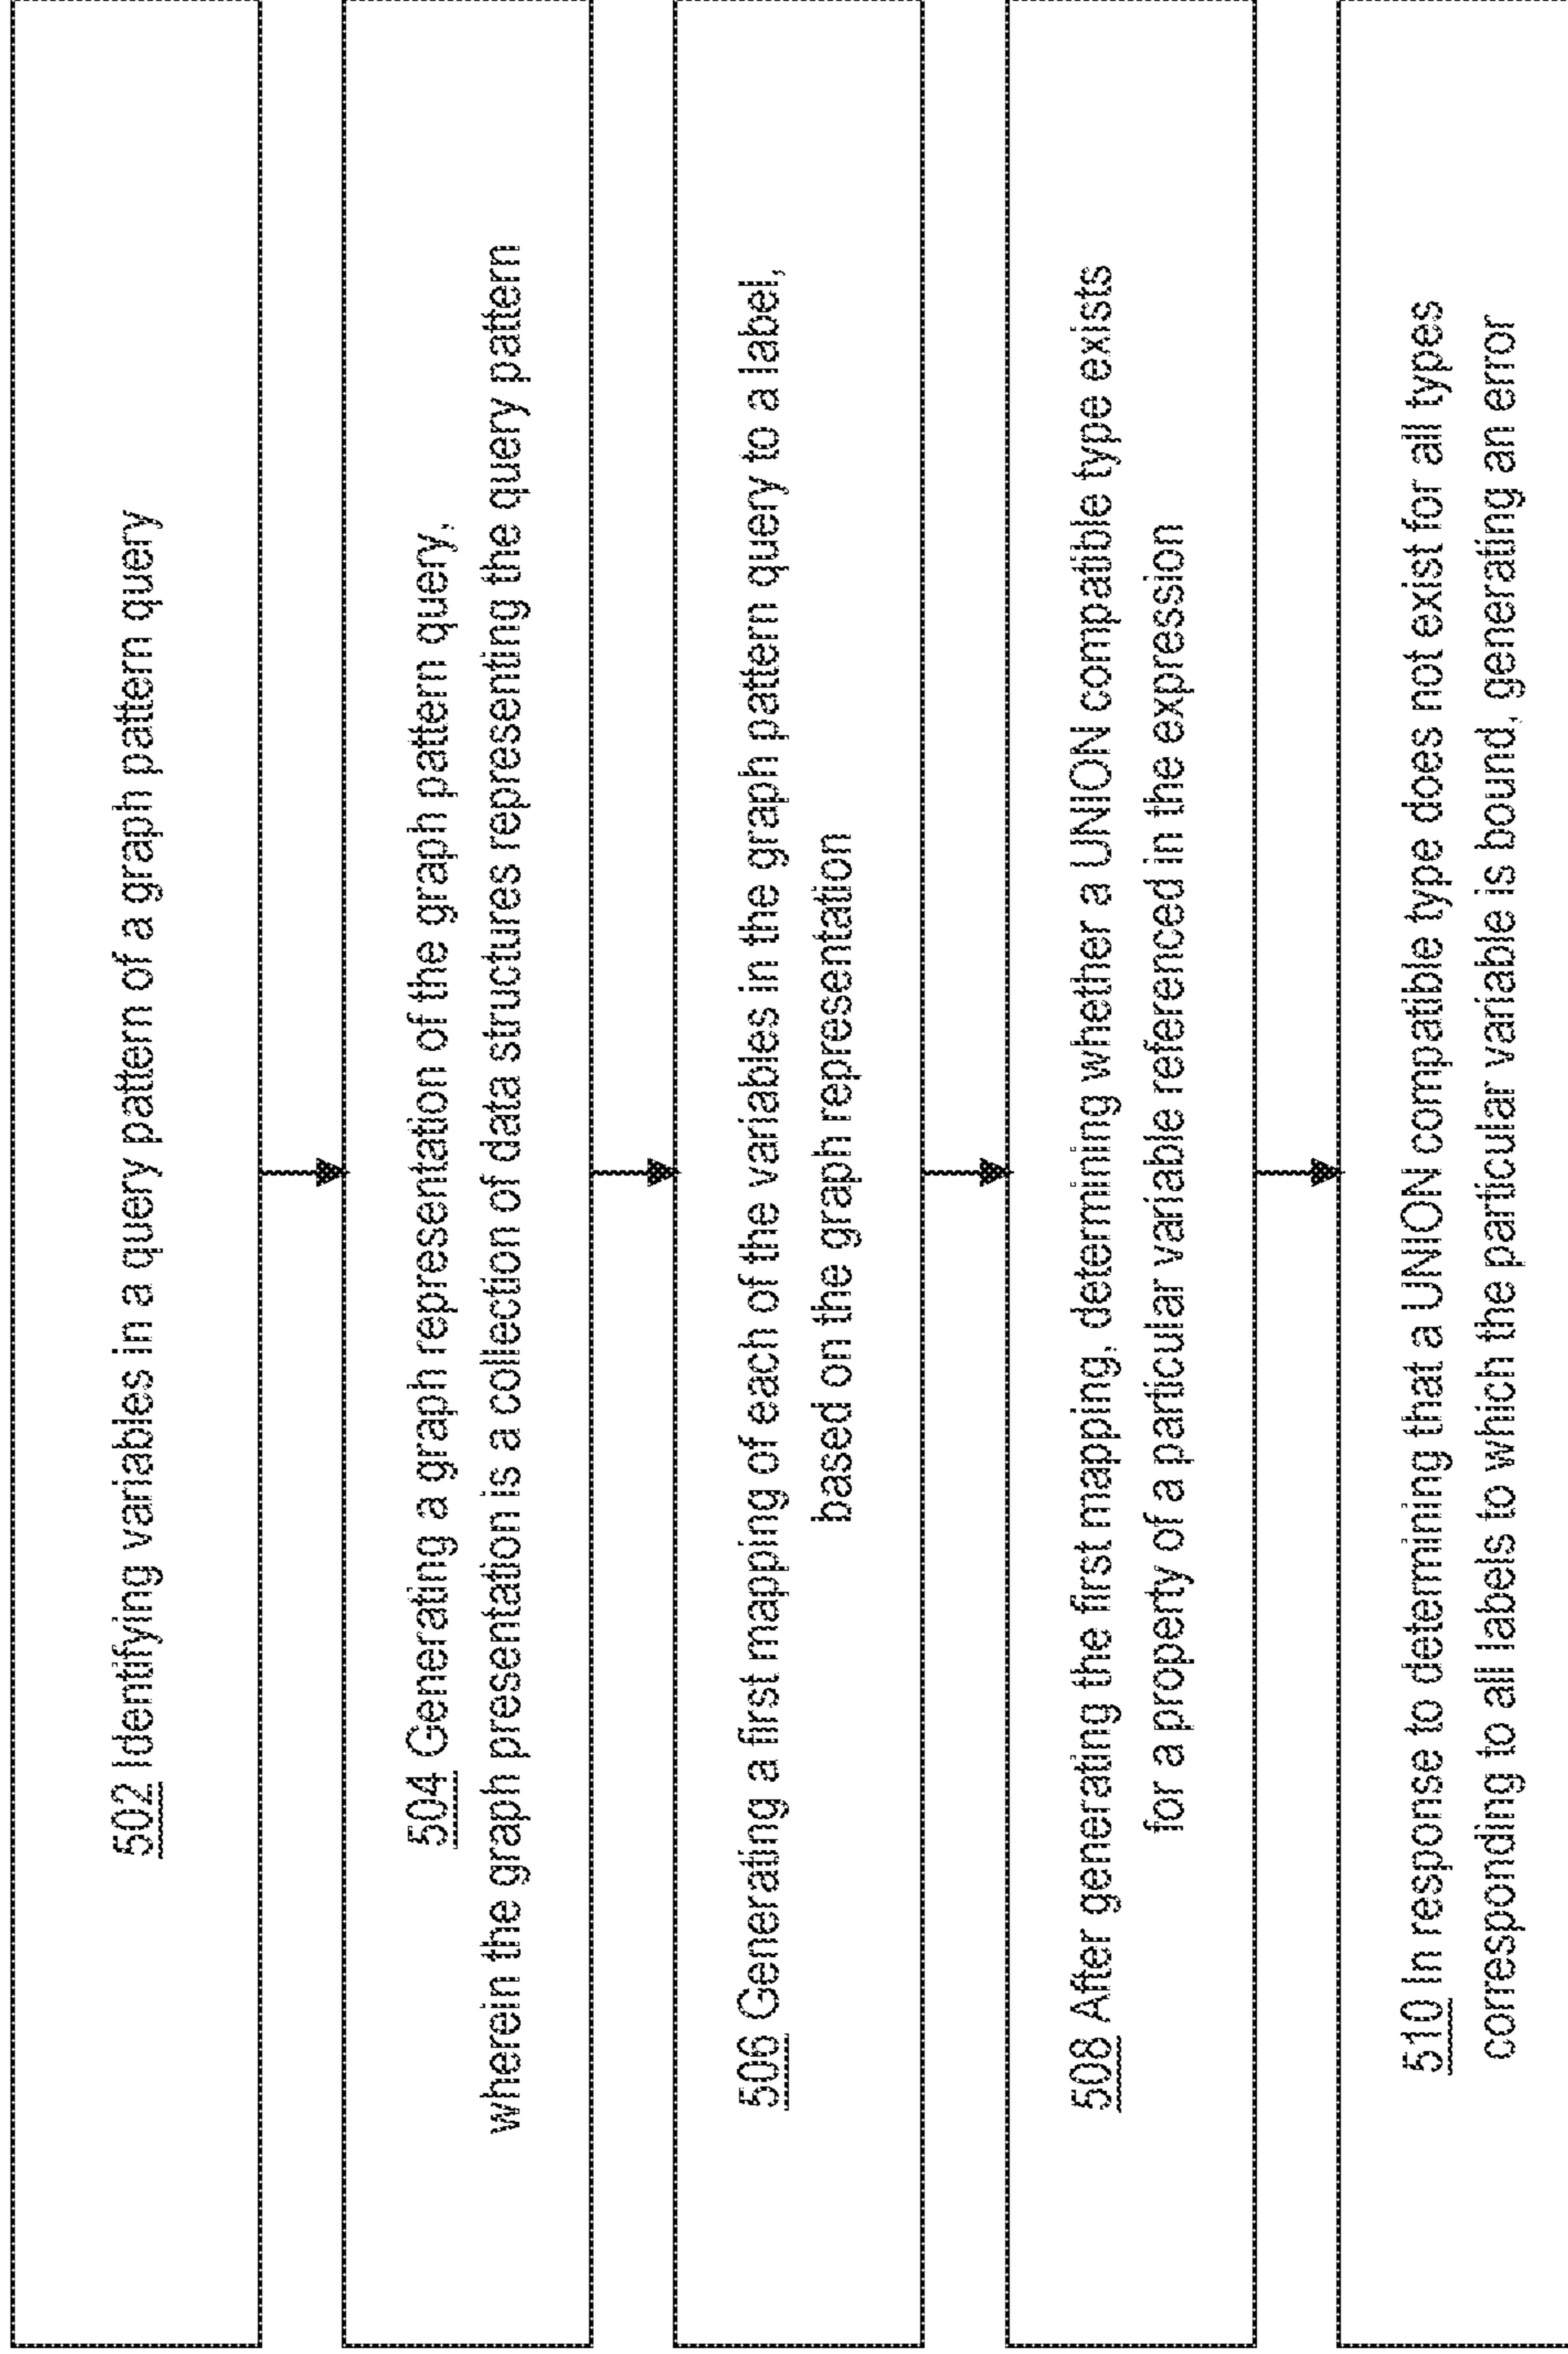 502 Identifying variables in a query pattern of a graph pattern query
504 Generating a graph representation of the graph pattern query,
wherein the graph presentation is a collection of data structures representing the query pattern
506 Generating a first mapping of each of the variables in the graph pattern query to a label,
based on the graph representation
508 After generating the first mapping, determining whether a UNION compatible type exists
for a property of a particular variable referenced in the expression
510 In response to determining that a UNION compatible type does not exist for all types
corresponding to all labels to which the particular variable is bound, generating an error